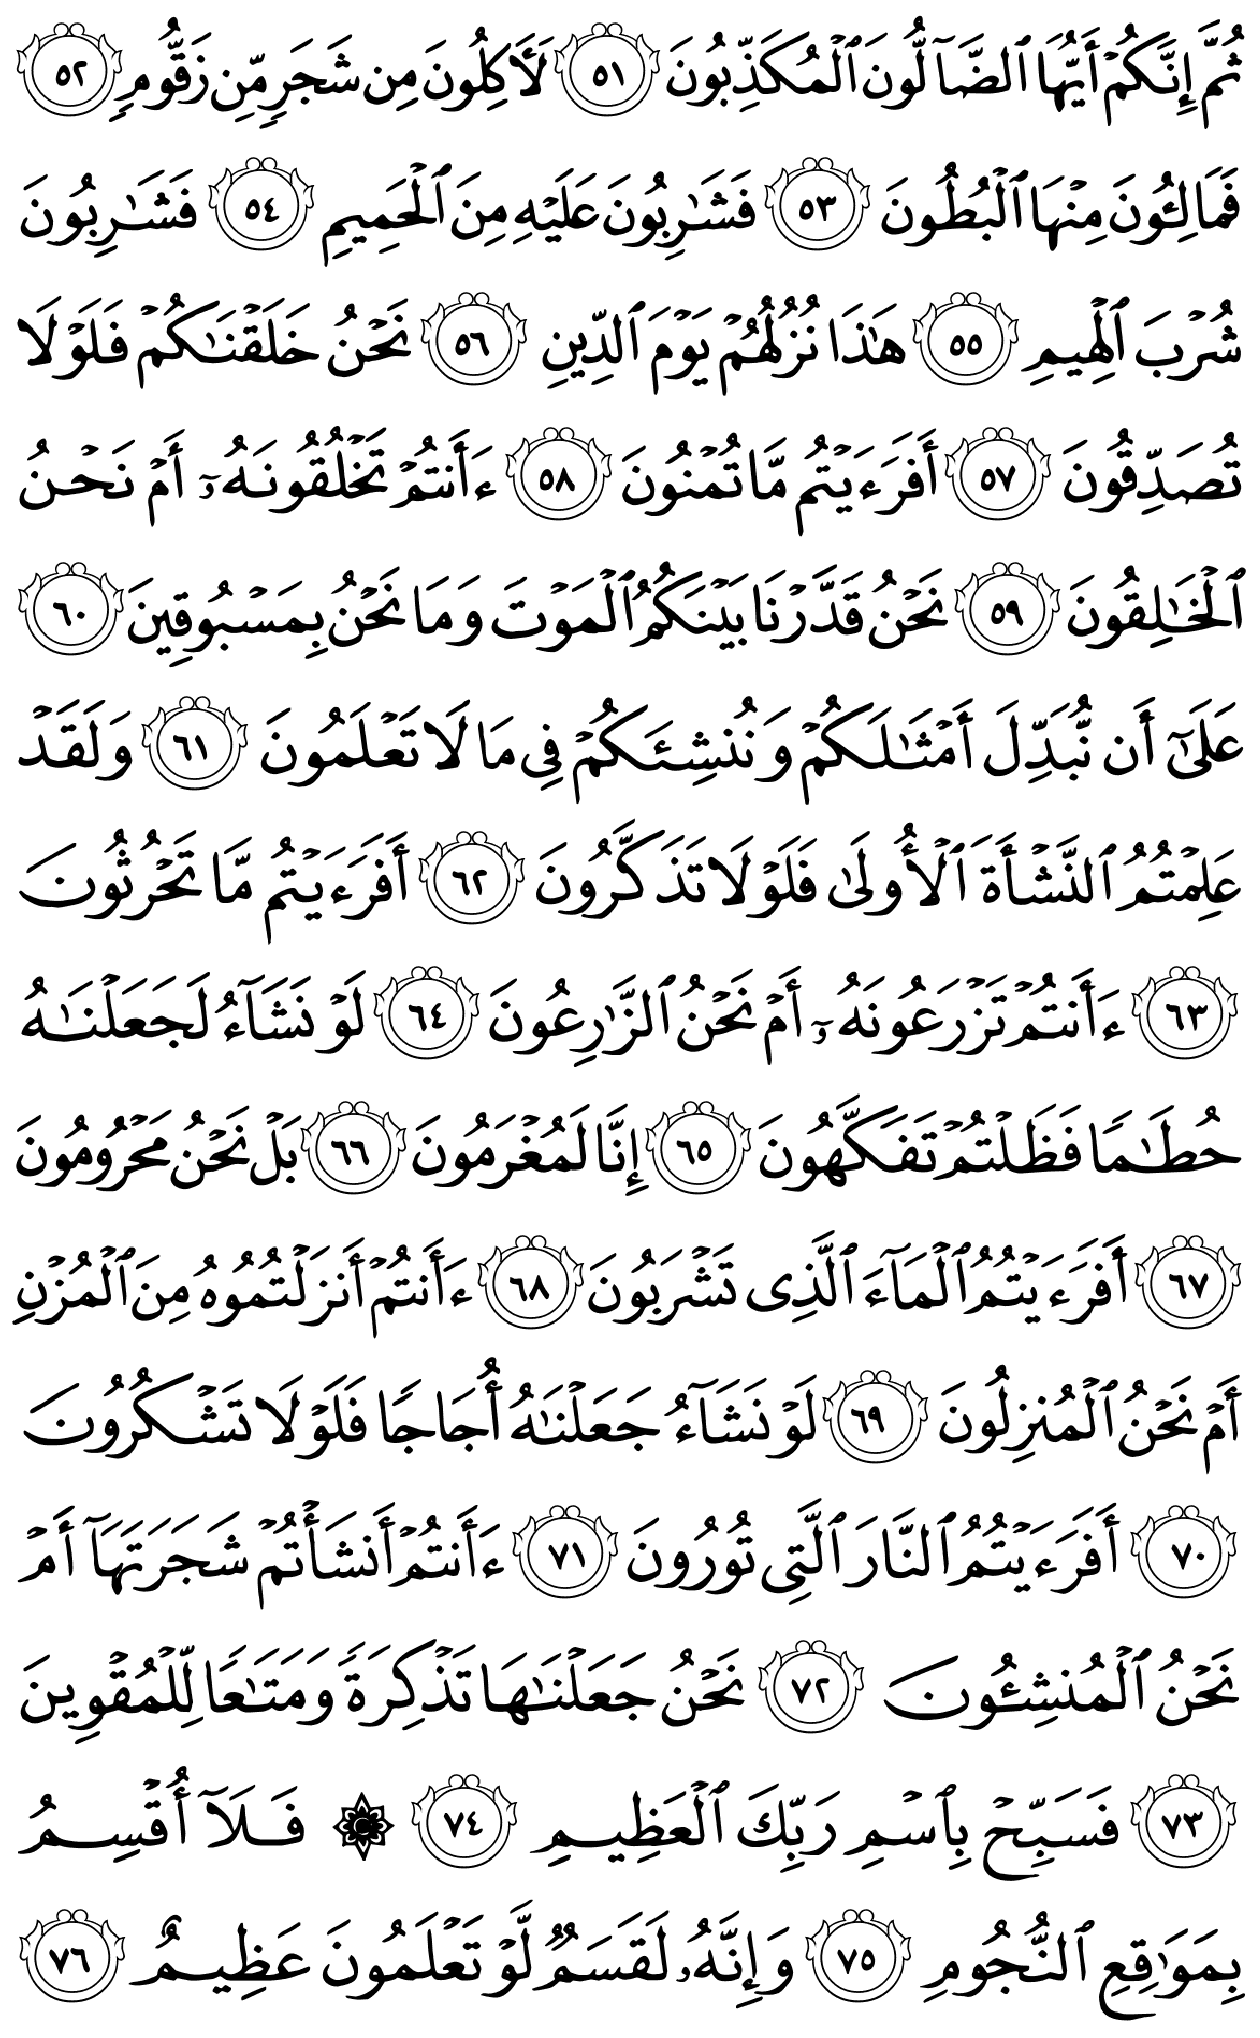 ثُمَّ إِنَّكُمۡ أَيُّهَا ٱلضَّآلُّونَ ٱلۡمُكَذِّبُونَ ٥١ لَأٓكِلُونَ مِن شَجَرٖ مِّن زَقُّومٖ ٥٢
فَمَالِـُٔونَ مِنۡهَا ٱلۡبُطُونَ ٥٣ فَشَٰرِبُونَ عَلَيۡهِ مِنَ ٱلۡحَمِيمِ ٥٤ فَشَٰرِبُونَ
شُرۡبَ ٱلۡهِيمِ ٥٥ هَٰذَا نُزُلُهُمۡ يَوۡمَ ٱلدِّينِ ٥٦ نَحۡنُ خَلَقۡنَٰكُمۡ فَلَوۡلَا
تُصَدِّقُونَ ٥٧ أَفَرَءَيۡتُم مَّا تُمۡنُونَ ٥٨ ءَأَنتُمۡ تَخۡلُقُونَهُۥٓ أَمۡ نَحۡنُ
ٱلۡخَٰلِقُونَ ٥٩ نَحۡنُ قَدَّرۡنَا بَيۡنَكُمُ ٱلۡمَوۡتَ وَمَا نَحۡنُ بِمَسۡبُوقِينَ ٦٠
عَلَىٰٓ أَن نُّبَدِّلَ أَمۡثَٰلَكُمۡ وَنُنشِئَكُمۡ فِي مَا لَا تَعۡلَمُونَ ٦١ وَلَقَدۡ
عَلِمۡتُمُ ٱلنَّشۡأَةَ ٱلۡأُولَىٰ فَلَوۡلَا تَذَكَّرُونَ ٦٢ أَفَرَءَيۡتُم مَّا تَحۡرُثُونَ
٦٣ ءَأَنتُمۡ تَزۡرَعُونَهُۥٓ أَمۡ نَحۡنُ ٱلزَّٰرِعُونَ ٦٤ لَوۡ نَشَآءُ لَجَعَلۡنَٰهُ
حُطَٰمٗا فَظَلۡتُمۡ تَفَكَّهُونَ ٦٥ إِنَّا لَمُغۡرَمُونَ ٦٦ بَلۡ نَحۡنُ مَحۡرُومُونَ
٦٧ أَفَرَءَيۡتُمُ ٱلۡمَآءَ ٱلَّذِي تَشۡرَبُونَ ٦٨ ءَأَنتُمۡ أَنزَلۡتُمُوهُ مِنَ ٱلۡمُزۡنِ
أَمۡ نَحۡنُ ٱلۡمُنزِلُونَ ٦٩ لَوۡ نَشَآءُ جَعَلۡنَٰهُ أُجَاجٗا فَلَوۡلَا تَشۡكُرُونَ
٧٠ أَفَرَءَيۡتُمُ ٱلنَّارَ ٱلَّتِي تُورُونَ ٧١ ءَأَنتُمۡ أَنشَأۡتُمۡ شَجَرَتَهَآ أَمۡ
نَحۡنُ ٱلۡمُنشِـُٔونَ ٧٢ نَحۡنُ جَعَلۡنَٰهَا تَذۡكِرَةٗ وَمَتَٰعٗا لِّلۡمُقۡوِينَ
٧٣ فَسَبِّحۡ بِٱسۡمِ رَبِّكَ ٱلۡعَظِيمِ ٧٤ ۞ فَلَآ أُقۡسِمُ
بِمَوَٰقِعِ ٱلنُّجُومِ ٧٥ وَإِنَّهُۥ لَقَسَمٞ لَّوۡ تَعۡلَمُونَ عَظِيمٌ ٧٦